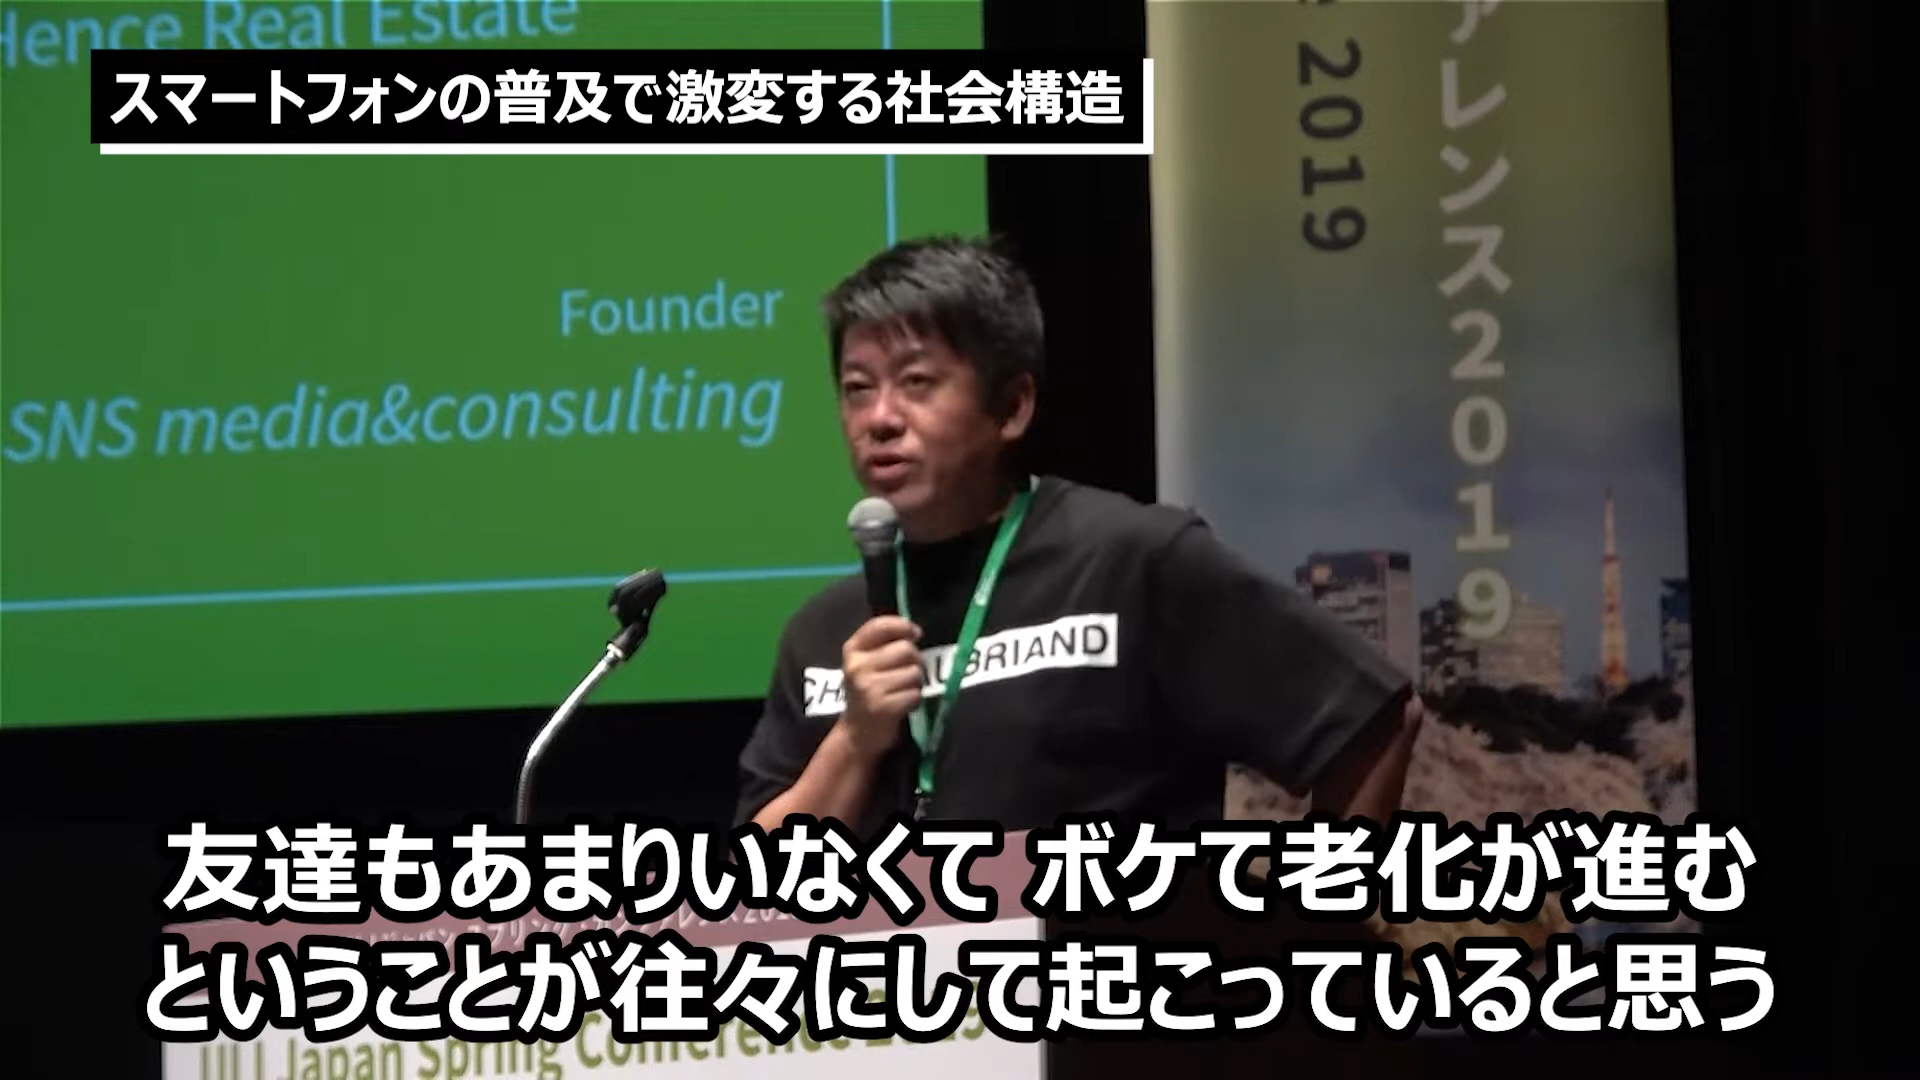 Hence Real Estate
スマートフォンの普及で激変する社会構造
Founder
SNS media&consulting
2019
アレンス2019
BRIAND
友達もあまりいなくて ボケて老化が進む
ということが往々にして起こっていると思う
ULI Japan Spring Conference 2019